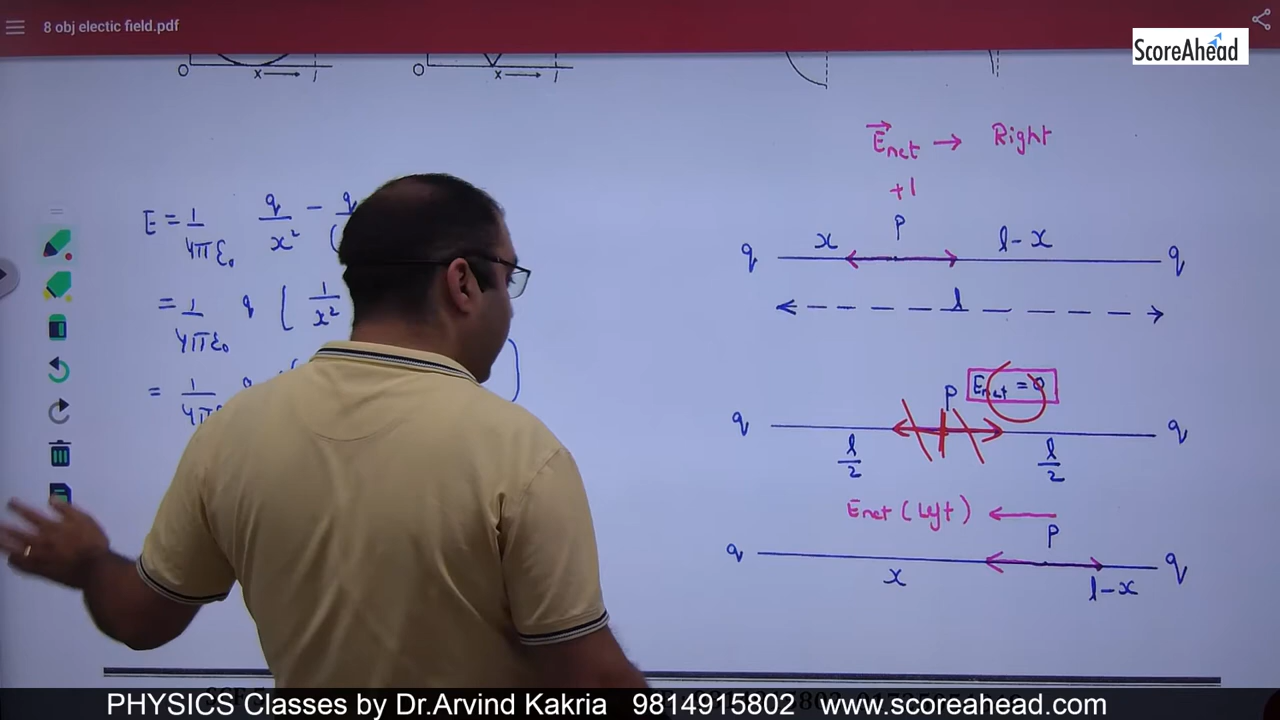 8 obj electic field.pdf
ScoreAhead
O x l
O x l
E⃗net → Right
+1
E = 1/4πε₀ q/x² - q/(
q x P l-x q
l
= 1/4πε₀ q [ 1/x²
= 1/4πε₀
P Enet = 0
q l/2 l/2 q
Enet (Left) ←
P
q x l-x q
PHYSICS Classes by Dr.Arvind Kakria 9814915802 www.scoreahead.com